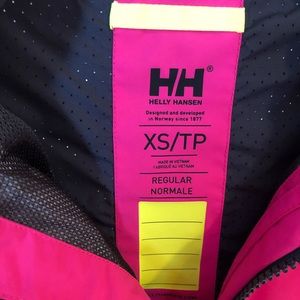 HH®
HELLY HANSEN
Designed and developed
in Norway since 1877
XS/TP
MADE IN VIETNAM
FABRIQUÉ AU VIETNAM
REGULAR
NORMALE